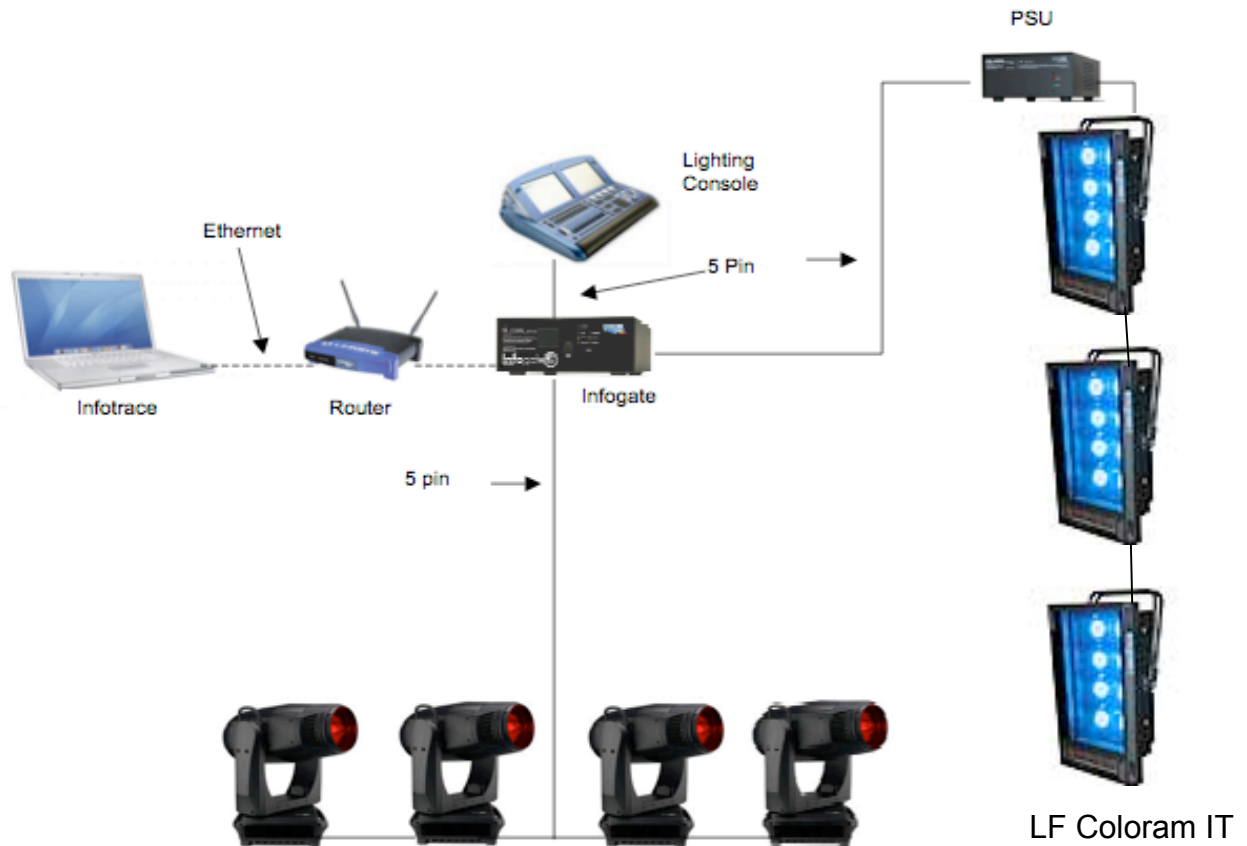 PSU
Lighting
Console
Ethernet
5 Pin
Infotrace
Router
Infogate
5 pin
LF Coloram IT